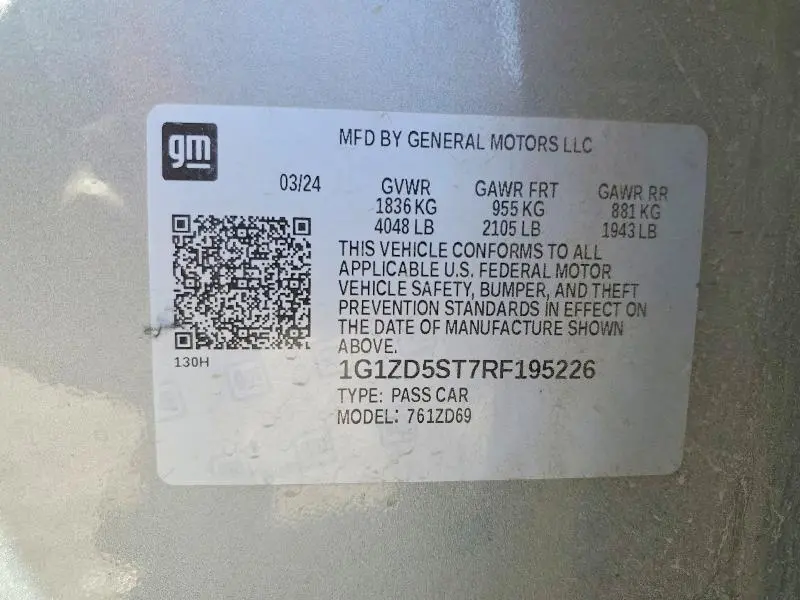 gm
MFD BY GENERAL MOTORS LLC
03/24
GVWR GAWR FRT GAWR RR
1836 KG 955 KG 881 KG
4048 LB 2105 LB 1943 LB
THIS VEHICLE CONFORMS TO ALL
APPLICABLE U.S. FEDERAL MOTOR
VEHICLE SAFETY, BUMPER, AND THEFT
PREVENTION STANDARDS IN EFFECT ON
THE DATE OF MANUFACTURE SHOWN
ABOVE.
130H
1G1ZD5ST7RF195226
TYPE: PASS CAR
MODEL: 761ZD69